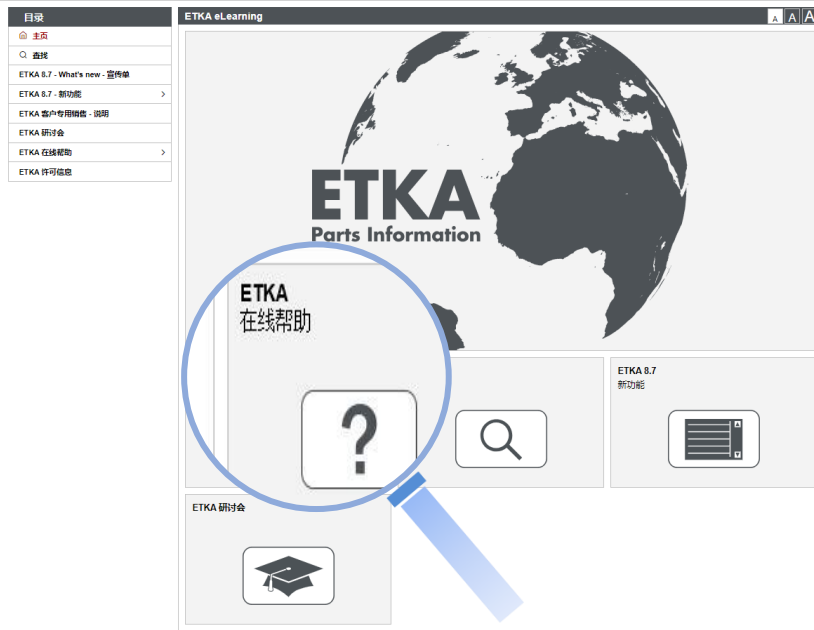 目录
主页
查找
ETKA 8.7 - What's new - 宣传单
ETKA 8.7 - 新功能
ETKA 客户专用销售 - 说明
ETKA 研讨会
ETKA 在线帮助
ETKA 许可信息
ETKA eLearning
A A A
ETKA
Parts Information
ETKA
在线帮助
?
ETKA 8.7
新功能
ETKA 研讨会